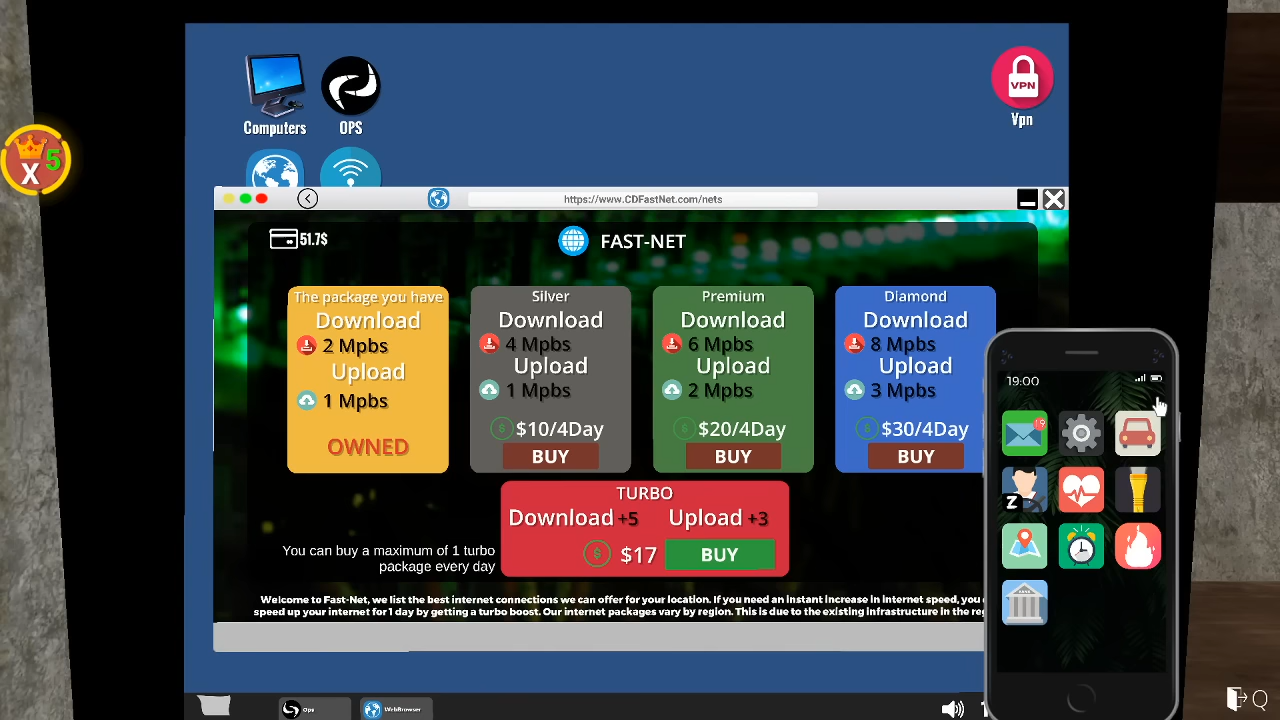 Computers
OPS
VPN
Vpn
X 5
https://www.CDFastNet.com/nets
51.7$
FAST-NET
The package you have
Download
2 Mpbs
Upload
1 Mpbs
OWNED
Silver
Download
4 Mpbs
Upload
1 Mpbs
$10/4Day
BUY
Premium
Download
6 Mpbs
Upload
2 Mpbs
$20/4Day
BUY
Diamond
Download
8 Mpbs
Upload
3 Mpbs
$30/4Day
BUY
TURBO
Download +5 Upload +3
$17 BUY
You can buy a maximum of 1 turbo
package every day
Welcome to Fast-Net, we list the best internet connections we can offer for your location. If you need an instant increase in internet speed, you
speed up your internet for 1 day by getting a turbo boost. Our internet packages vary by region. This is due to the existing infrastructure in the
19:00
Z
Ops
WebBrowser
Q